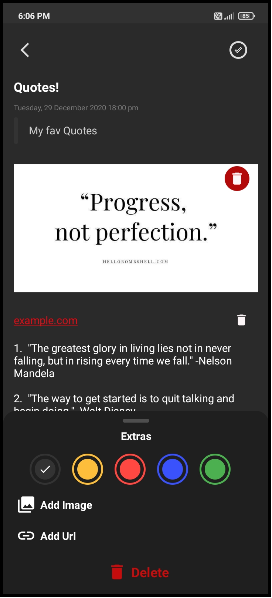 6:06 PM
85
Quotes!
Tuesday, 29 December 2020 18:00 pm
My fav Quotes
“Progress,
not perfection.”
example.com
1. "The greatest glory in living lies not in never
falling, but in rising every time we fall." -Nelson
Mandela
2. "The way to get started is to quit talking and
begin doing." -Walt Disney
Extras
Add Image
Add Url
Delete